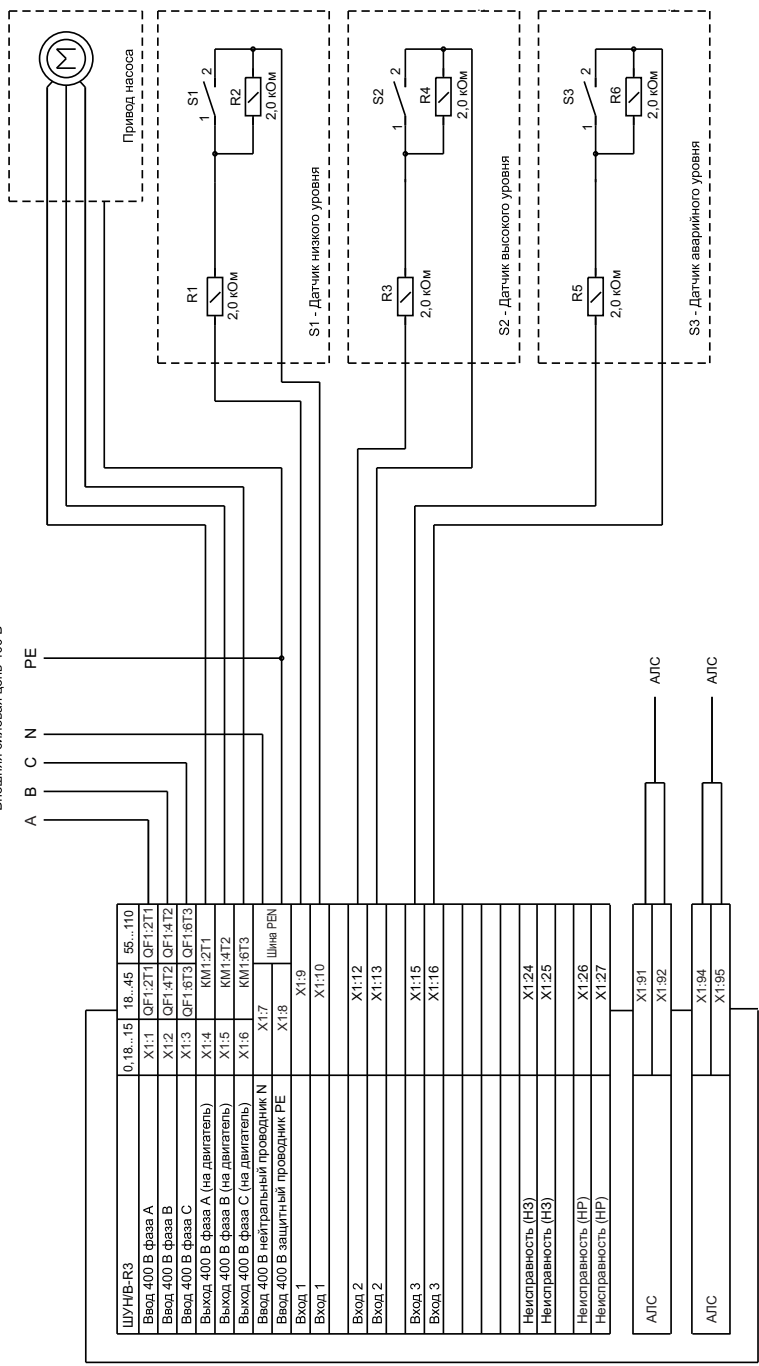 Привод насоса
S1
1
2
R2
2,0 кОм
R1
2,0 кОм
S1 - Датчик низкого уровня
S2
1
2
R4
2,0 кОм
R3
2,0 кОм
S2 - Датчик высокого уровня
S3
1
2
R6
2,0 кОм
R5
2,0 кОм
S3 - Датчик аварийного уровня
A
B
C
N
PE
ШУН/В-R3 0,18...15 18...45 55...110
Ввод 400 В фаза А X1:1 QF1:2T1 QF1:2T1
Ввод 400 В фаза В X1:2 QF1:4T2 QF1:4T2
Ввод 400 В фаза С X1:3 QF1:6T3 QF1:6T3
Выход 400 В фаза А (на двигатель) X1:4 KM1:2T1
Выход 400 В фаза В (на двигатель) X1:5 KM1:4T2
Выход 400 В фаза С (на двигатель) X1:6 KM1:6T3
Ввод 400 В нейтральный проводник N X1:7 Шина PEN
Ввод 400 В защитный проводник PE X1:8
Вход 1 X1:9
Вход 1 X1:10
Вход 2 X1:12
Вход 2 X1:13
Вход 3 X1:15
Вход 3 X1:16
Неисправность (НЗ) X1:24
Неисправность (НЗ) X1:25
Неисправность (НР) X1:26
Неисправность (НР) X1:27
АЛС X1:91 АЛС
X1:92
АЛС X1:94 АЛС
X1:95